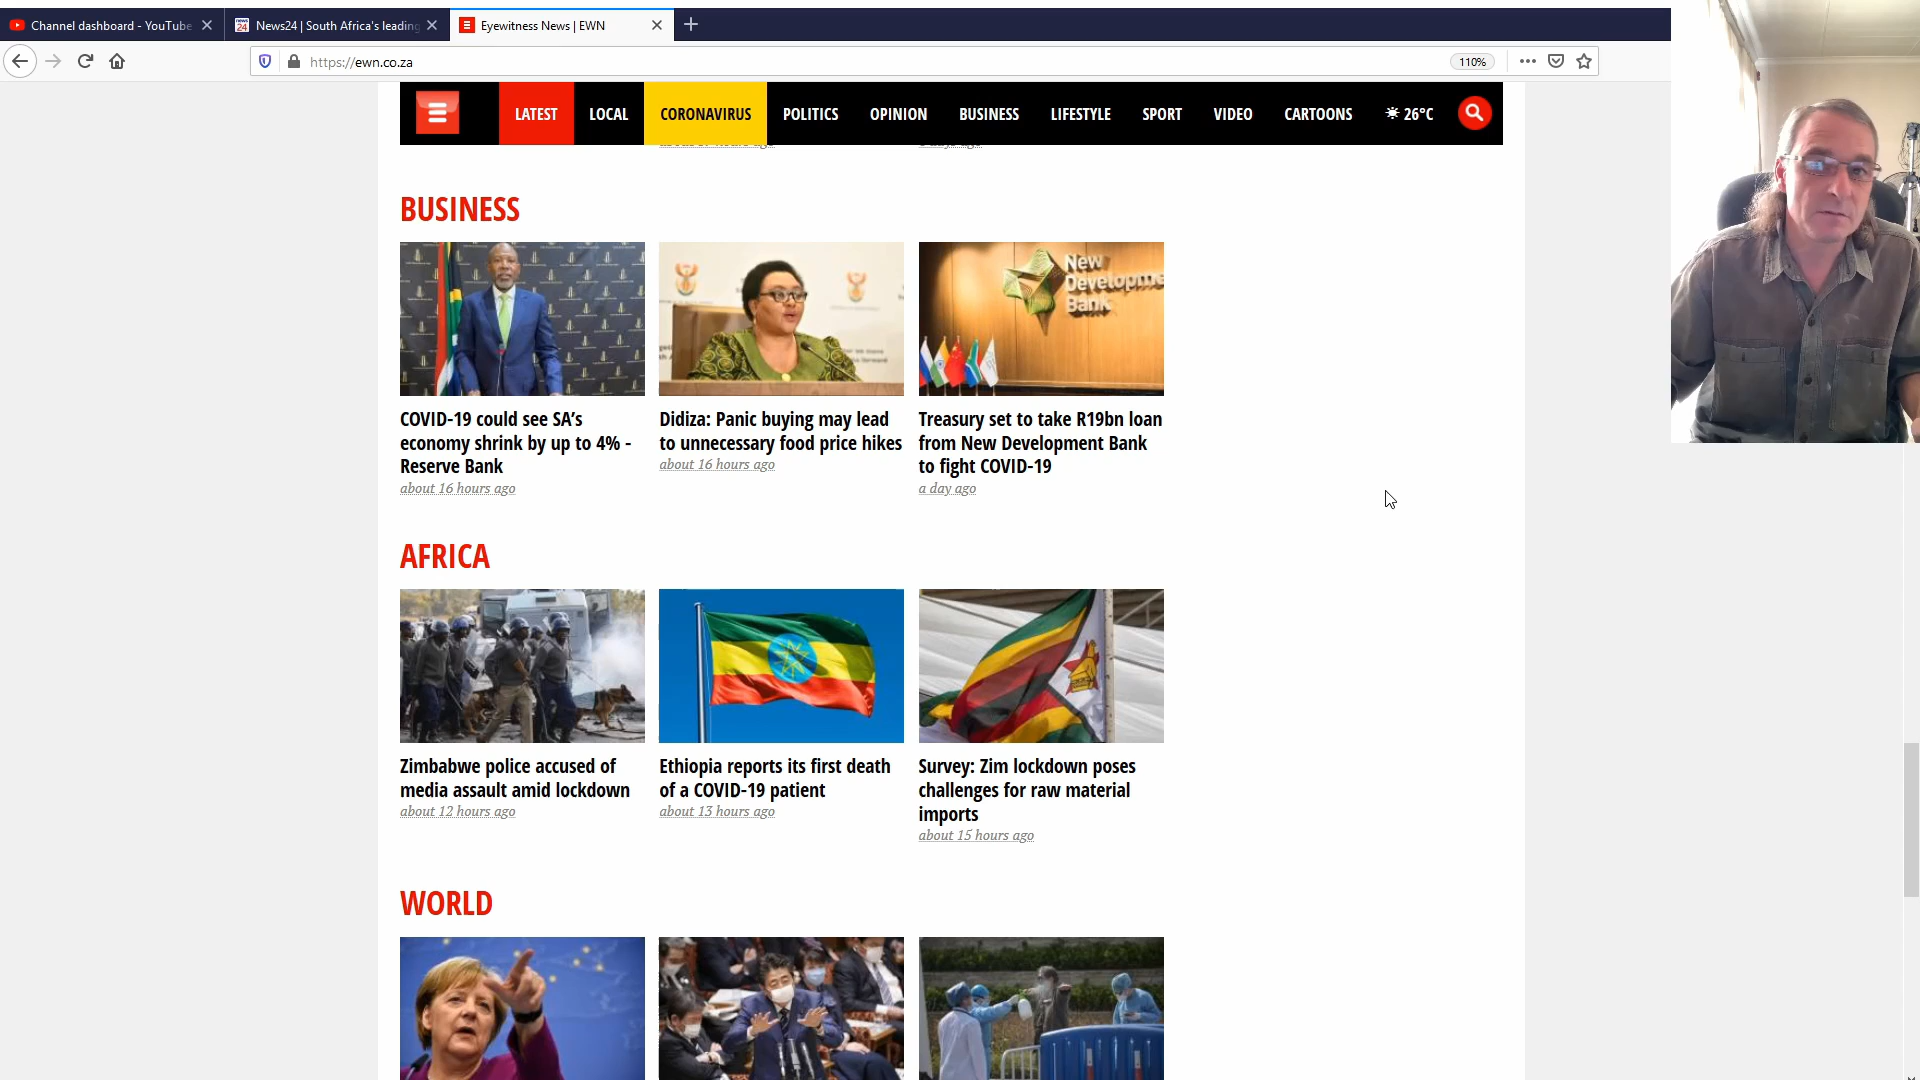 Channel dashboard - YouTube
News24 | South Africa's leading
Eyewitness News | EWN
https://ewn.co.za
110%
LATEST
LOCAL
CORONAVIRUS
POLITICS
OPINION
BUSINESS
LIFESTYLE
SPORT
VIDEO
CARTOONS
26°C
BUSINESS
New
Developme
Bank
COVID-19 could see SA’s
economy shrink by up to 4% -
Reserve Bank
about 16 hours ago
Didiza: Panic buying may lead
to unnecessary food price hikes
about 16 hours ago
Treasury set to take R19bn loan
from New Development Bank
to fight COVID-19
a day ago
AFRICA
Zimbabwe police accused of
media assault amid lockdown
about 12 hours ago
Ethiopia reports its first death
of a COVID-19 patient
about 13 hours ago
Survey: Zim lockdown poses
challenges for raw material
imports
about 15 hours ago
WORLD